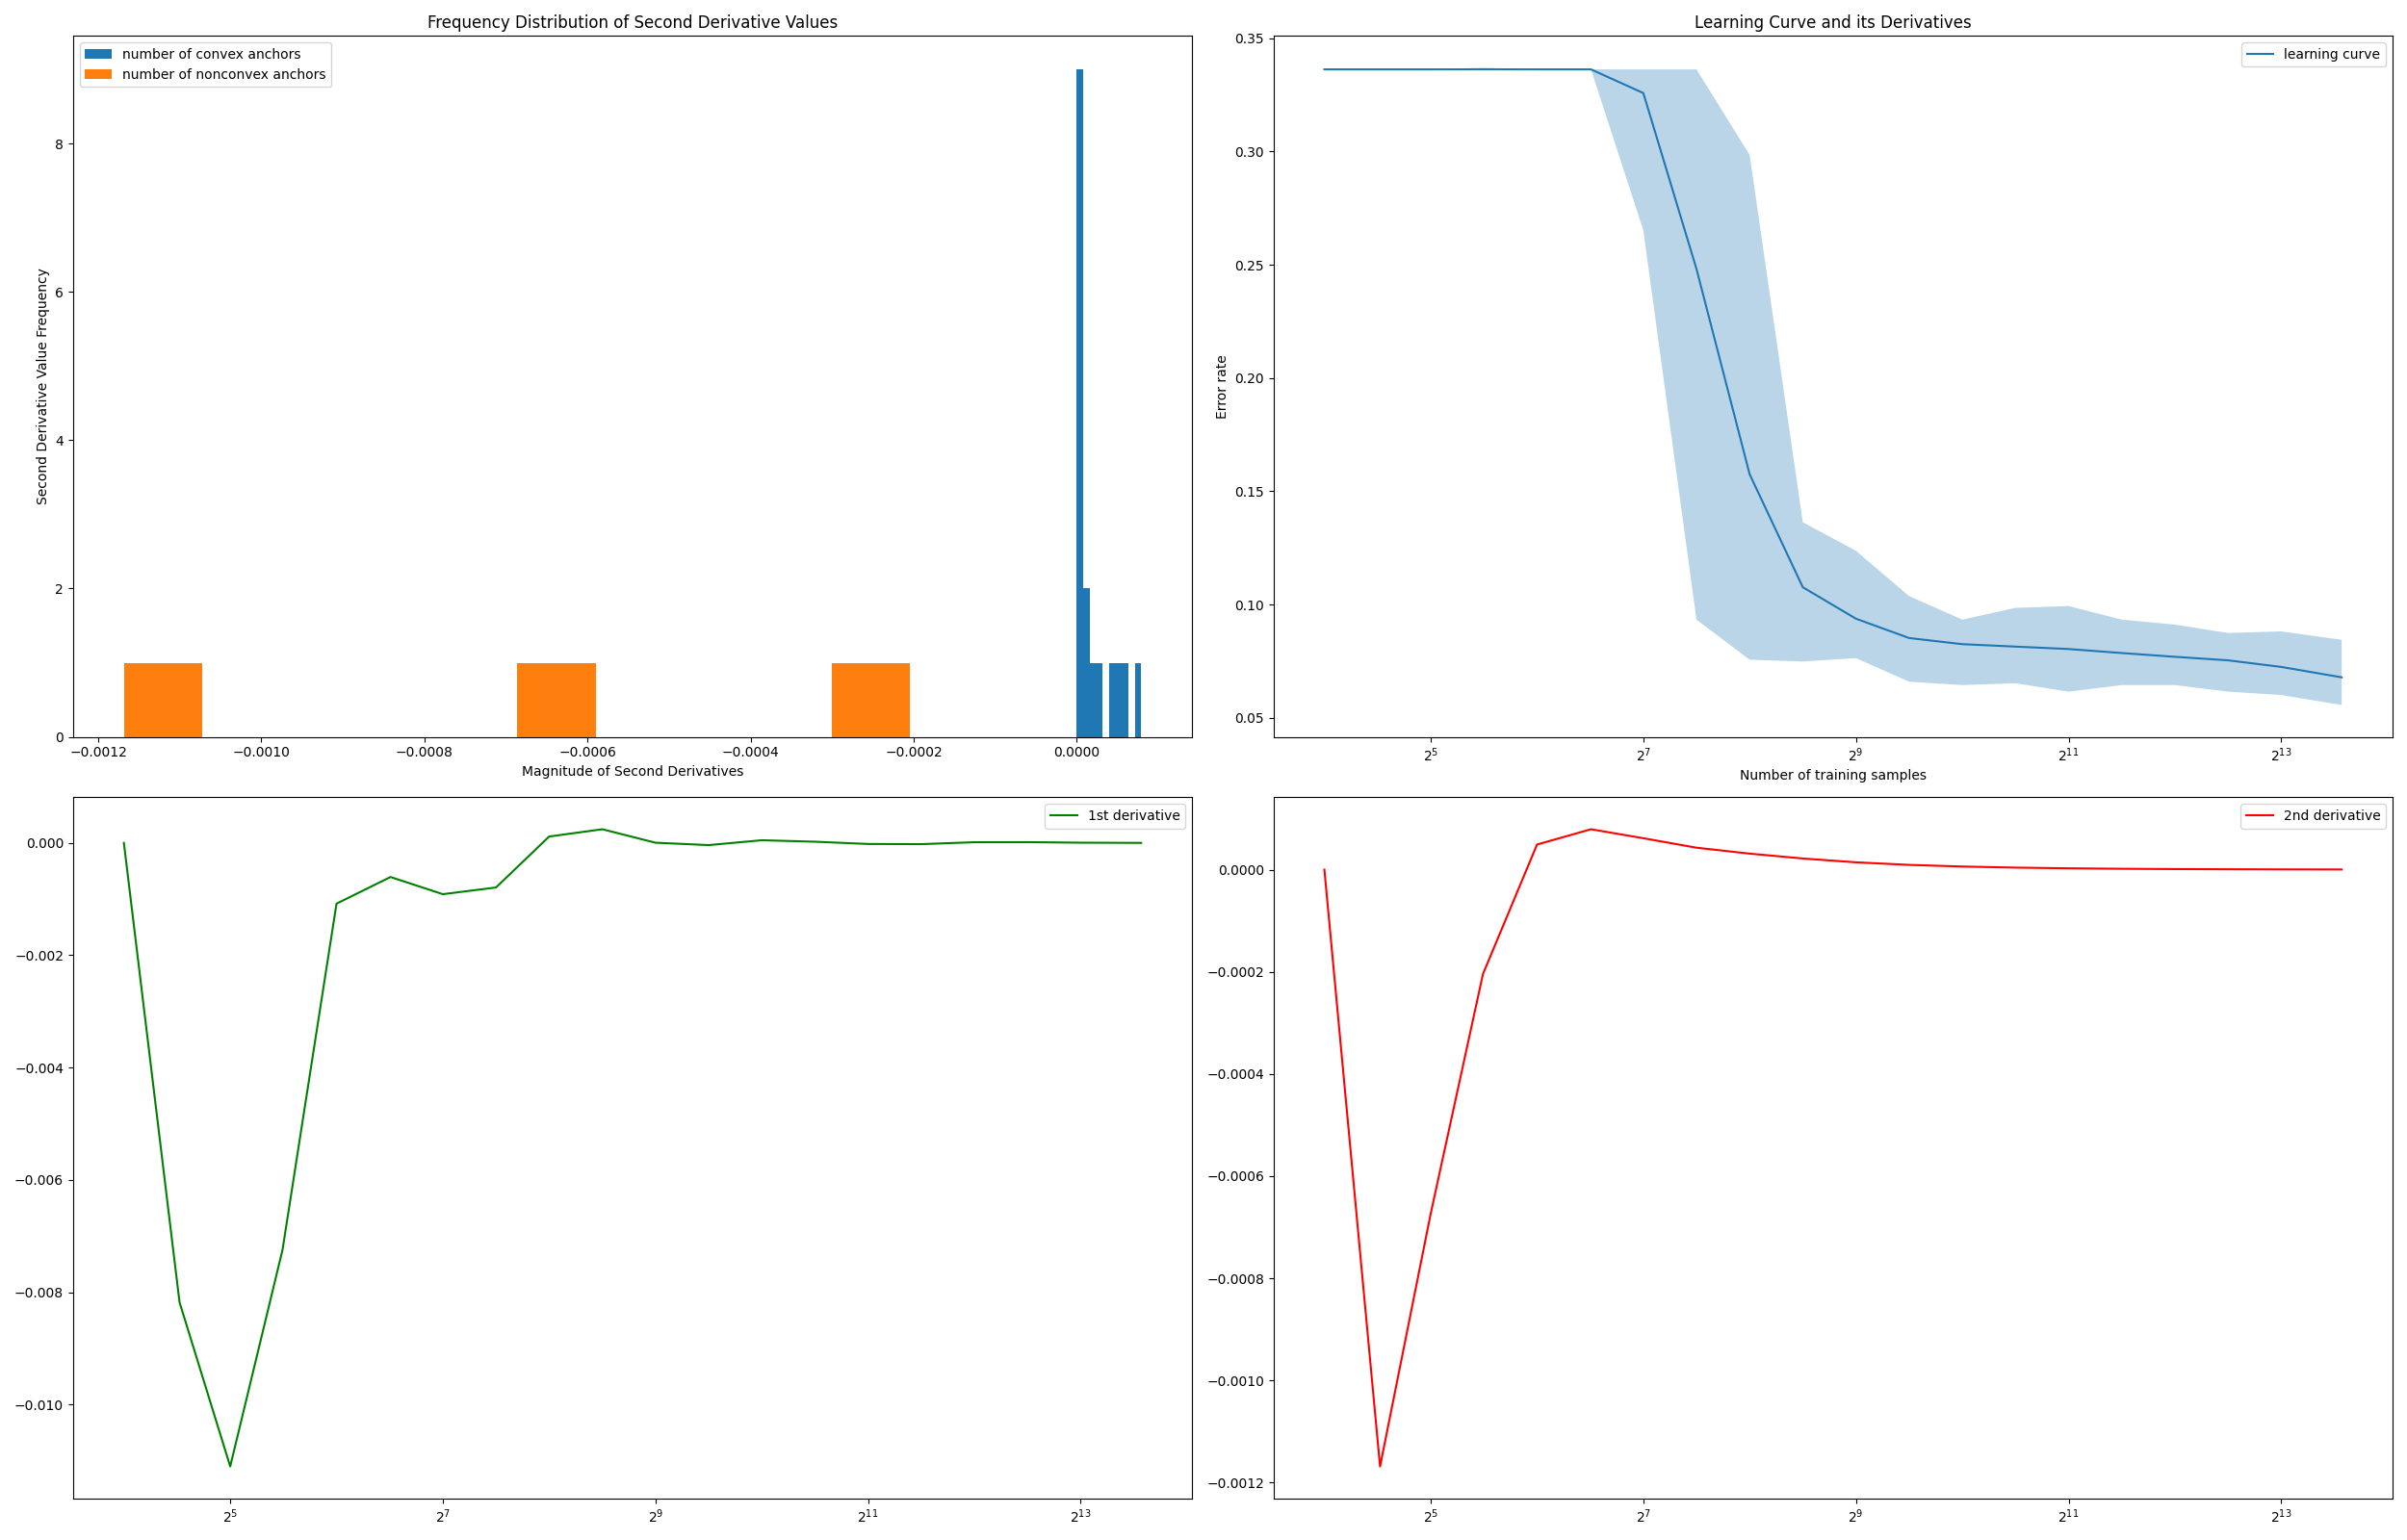 Frequency Distribution of Second Derivative Values
number of convex anchors
number of nonconvex anchors
Second Derivative Value Frequency
8
6
4
2
0
−0.0012 −0.0010 −0.0008 −0.0006 −0.0004 −0.0002 0.0000
Magnitude of Second Derivatives
Learning Curve and its Derivatives
learning curve
Error rate
0.35
0.30
0.25
0.20
0.15
0.10
0.05
2^5 2^7 2^9 2^11 2^13
Number of training samples
1st derivative
0.000
−0.002
−0.004
−0.006
−0.008
−0.010
2^5 2^7 2^9 2^11 2^13
2nd derivative
0.0000
−0.0002
−0.0004
−0.0006
−0.0008
−0.0010
−0.0012
2^5 2^7 2^9 2^11 2^13